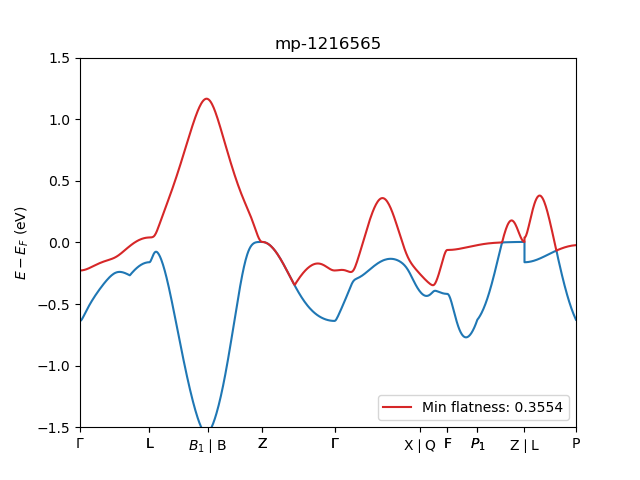 mp-1216565
E − E_F (eV)
1.5
1.0
0.5
0.0
−0.5
−1.0
−1.5
Min flatness: 0.3554
Γ L B₁ | B Z Γ X | Q F P₁ Z | L P